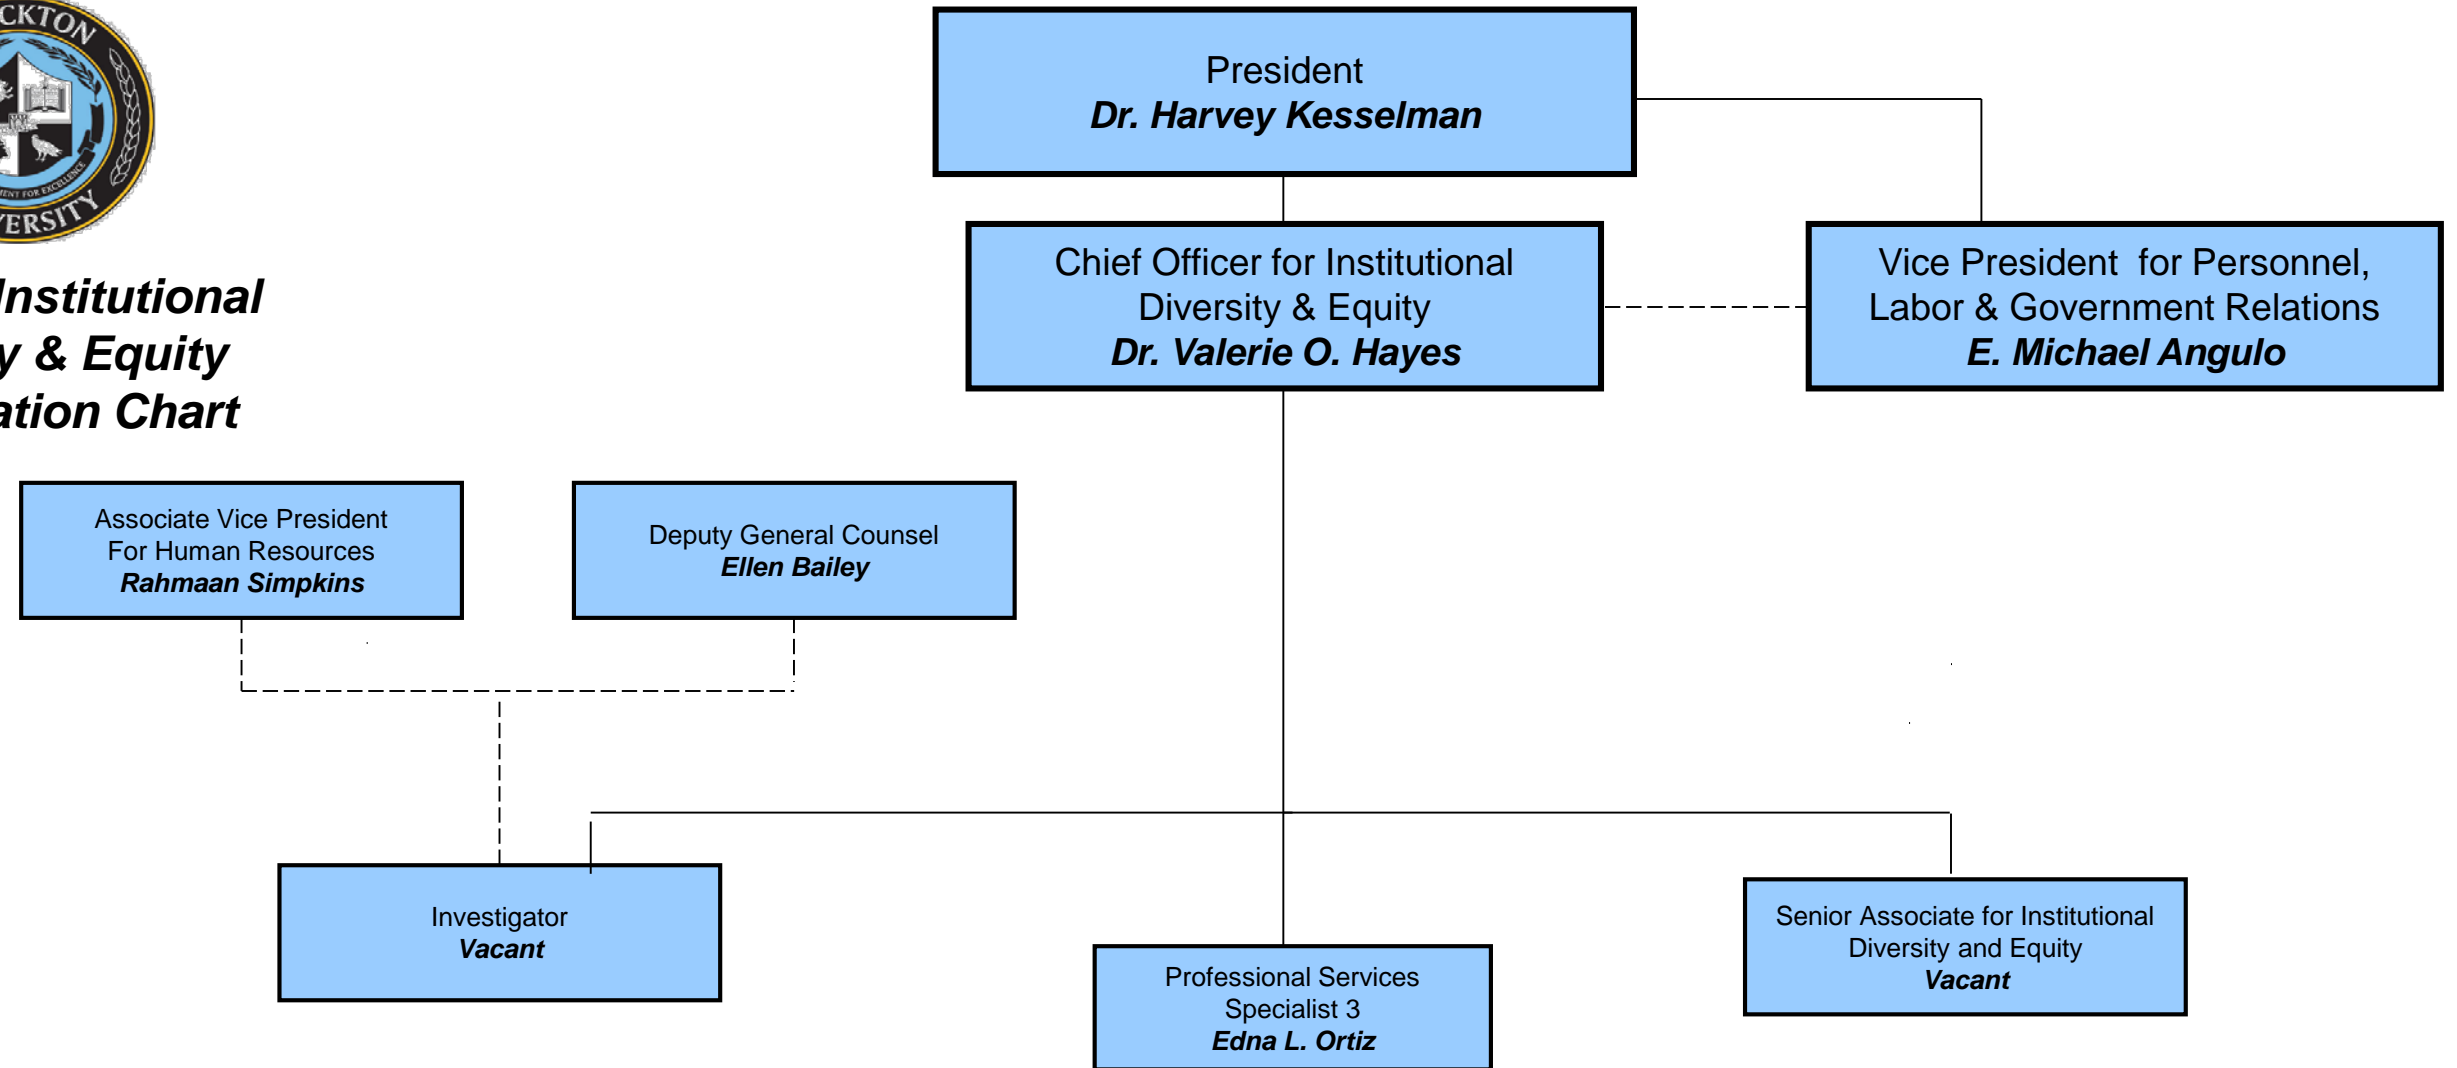 President
Dr. Harvey Kesselman
Chief Officer for Institutional
Diversity & Equity
Dr. Valerie O. Hayes
Vice President for Personnel,
Labor & Government Relations
E. Michael Angulo
Institutional
y & Equity
ation Chart
Associate Vice President
For Human Resources
Rahmaan Simpkins
Deputy General Counsel
Ellen Bailey
Investigator
Vacant
Professional Services
Specialist 3
Edna L. Ortiz
Senior Associate for Institutional
Diversity and Equity
Vacant